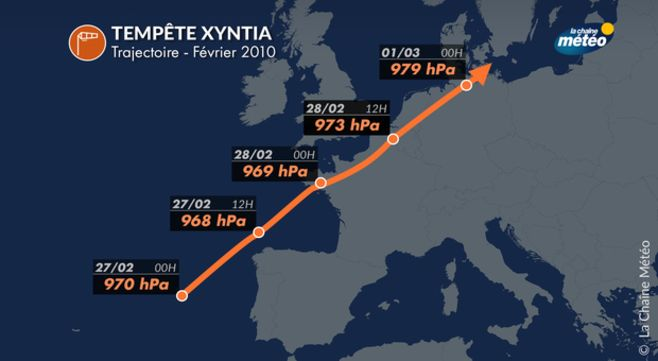 TEMPÊTE XYNTIA
Trajectoire - Février 2010
la chaîne
météo
01/03 00H
979 hPa
28/02 12H
973 hPa
28/02 00H
969 hPa
27/02 12H
968 hPa
27/02 00H
970 hPa
© La Chaîne Météo